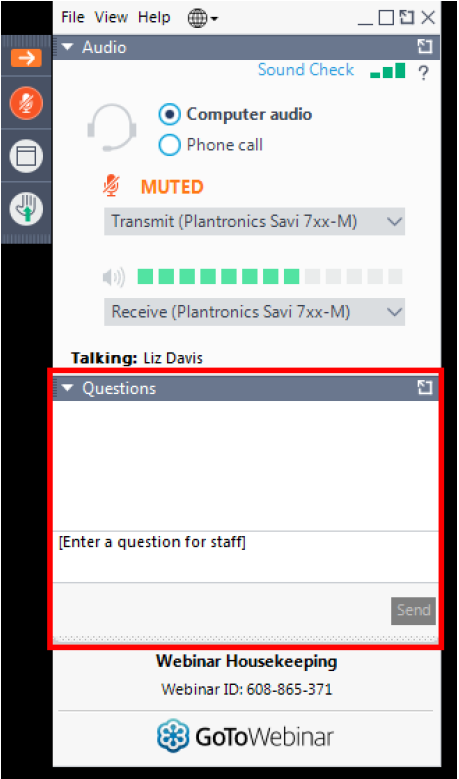 File View Help
Audio
Sound Check ?
Computer audio
Phone call
MUTED
Transmit (Plantronics Savi 7xx-M)
Receive (Plantronics Savi 7xx-M)
Talking: Liz Davis
Questions
[Enter a question for staff]
Send
Webinar Housekeeping
Webinar ID: 608-865-371
GoToWebinar